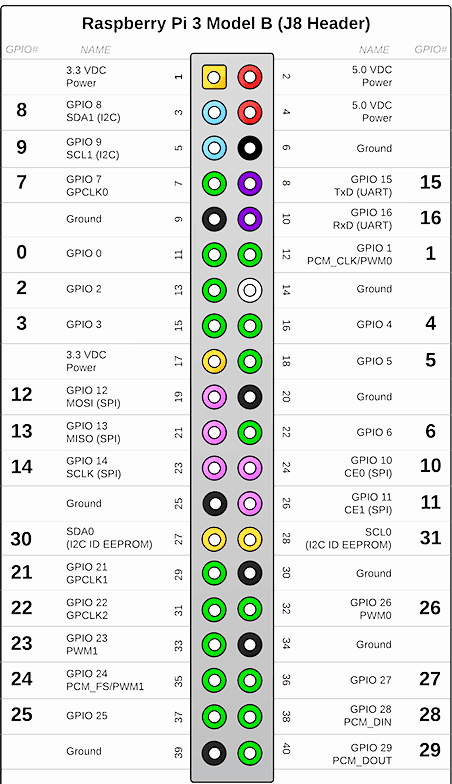 Raspberry Pi 3 Model B (J8 Header)
GPIO# NAME NAME GPIO#
3.3 VDC
Power 1 2 5.0 VDC
Power
8 GPIO 8
SDA1 (I2C) 3 4 5.0 VDC
Power
9 GPIO 9
SCL1 (I2C) 5 6 Ground
7 GPIO 7
GPCLK0 7 8 GPIO 15
TxD (UART) 15
Ground 9 10 GPIO 16
RxD (UART) 16
0 GPIO 0 11 12 GPIO 1
PCM_CLK/PWM0 1
2 GPIO 2 13 14 Ground
3 GPIO 3 15 16 GPIO 4 4
3.3 VDC
Power 17 18 GPIO 5 5
12 GPIO 12
MOSI (SPI) 19 20 Ground
13 GPIO 13
MISO (SPI) 21 22 GPIO 6 6
14 GPIO 14
SCLK (SPI) 23 24 GPIO 10
CE0 (SPI) 10
Ground 25 26 GPIO 11
CE1 (SPI) 11
30 SDA0
(I2C ID EEPROM) 27 28 SCL0
(I2C ID EEPROM) 31
21 GPIO 21
GPCLK1 29 30 Ground
22 GPIO 22
GPCLK2 31 32 GPIO 26
PWM0 26
23 GPIO 23
PWM1 33 34 Ground
24 GPIO 24
PCM_FS/PWM1 35 36 GPIO 27 27
25 GPIO 25 37 38 GPIO 28
PCM_DIN 28
Ground 39 40 GPIO 29
PCM_DOUT 29